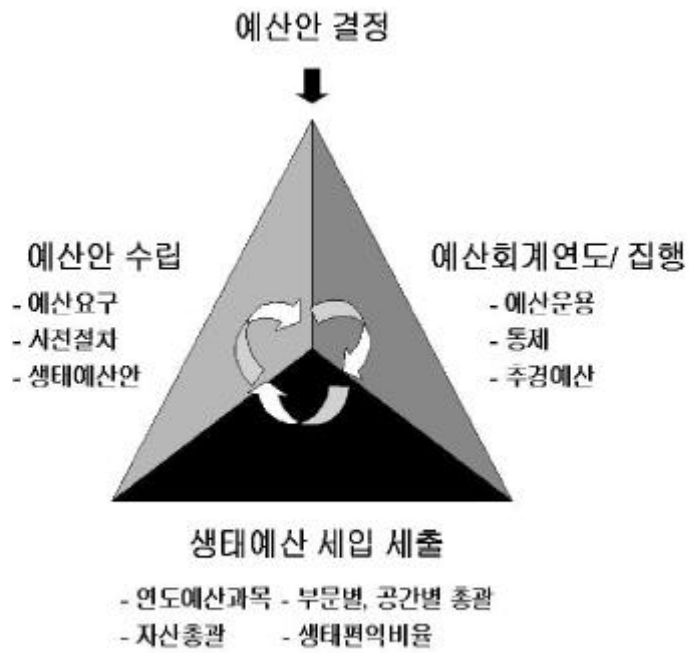 예산안 결정
예산안 수립
- 예산요구
- 사전절차
- 생태예산안
예산회계연도/ 집행
- 예산운용
- 통제
- 추경예산
생태예산 세입 세출
- 연도예산과목 - 부문별, 공간별 총괄
- 자산총괄 - 생태편익비율